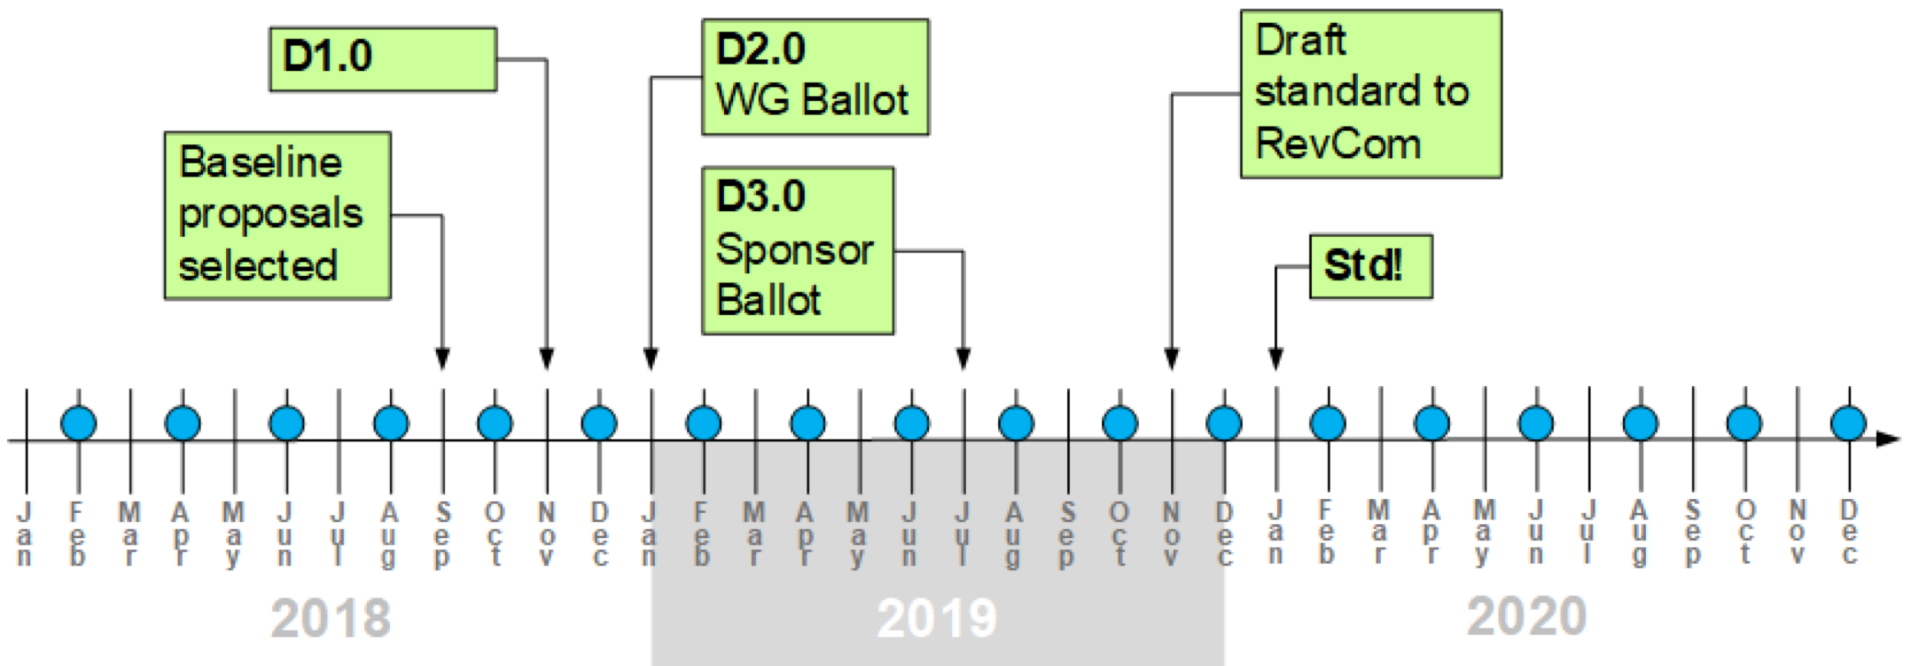 D1.0
Baseline
proposals
selected
D2.0
WG Ballot
D3.0
Sponsor
Ballot
Draft
standard to
RevCom
Std!
Jan Feb Mar Apr May Jun Jul Aug Sep Oct Nov Dec Jan Feb Mar Apr May Jun Jul Aug Sep Oct Nov Dec Jan Feb Mar Apr May Jun Jul Aug Sep Oct Nov Dec
2018 2019 2020